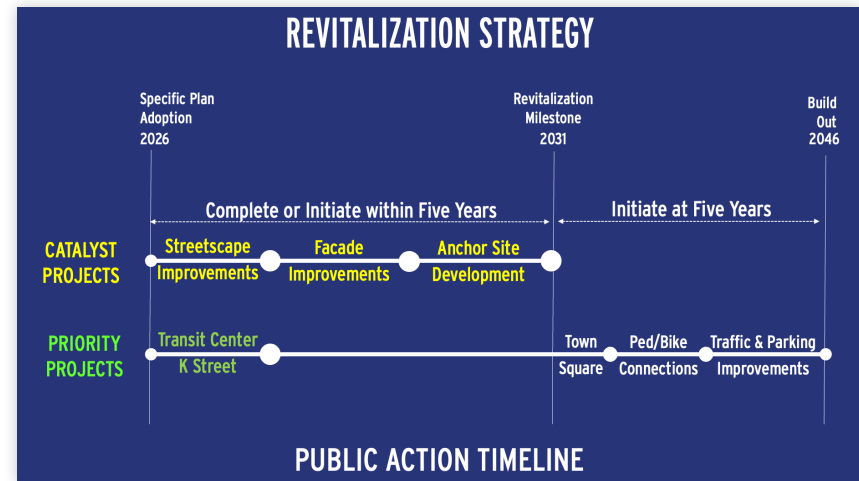 REVITALIZATION STRATEGY
Specific Plan
Adoption
2026
Revitalization
Milestone
2031
Build
Out
2046
Complete or Initiate within Five Years
Initiate at Five Years
CATALYST
PROJECTS
Streetscape
Improvements
Facade
Improvements
Anchor Site
Development
PRIORITY
PROJECTS
Transit Center
K Street
Town
Square
Ped/Bike
Connections
Traffic & Parking
Improvements
PUBLIC ACTION TIMELINE